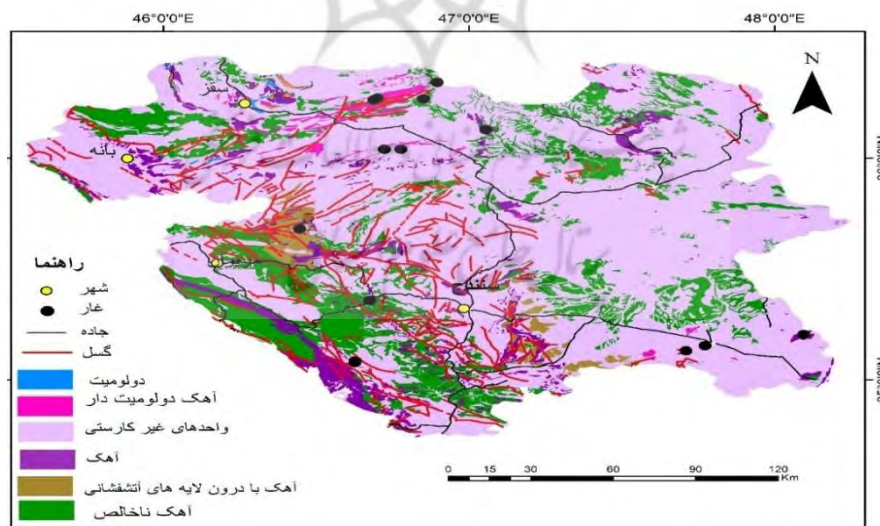 46°0'0"E
47°0'0"E
48°0'0"E
N
سقز
بانه
سنندج
راهنما
شهر
غار
جاده
گسل
دولومیت
آهک دولومیت دار
واحدهای غیر کارستی
آهک
آهک با درون لایه های آتشفشانی
آهک ناخالص
0 15 30 60 90 120
Km